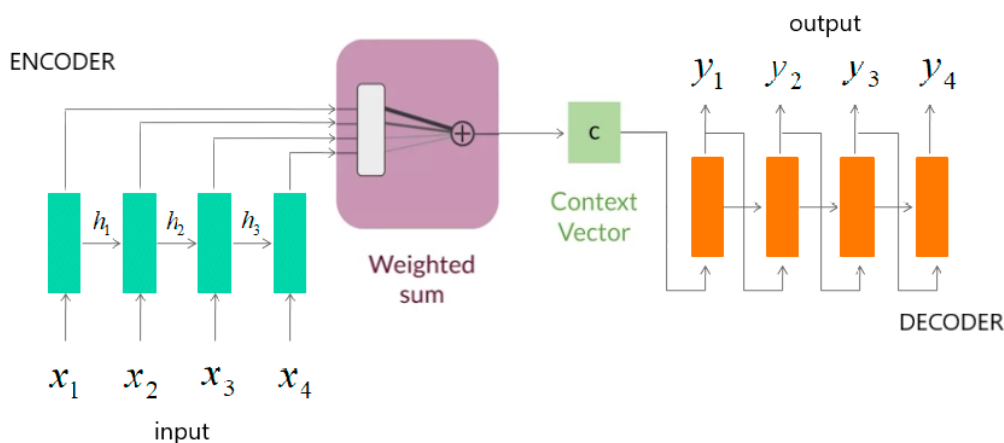 output
ENCODER
y1 y2 y3 y4
c
Context
Vector
h1 h2 h3
Weighted
sum
DECODER
x1 x2 x3 x4
input